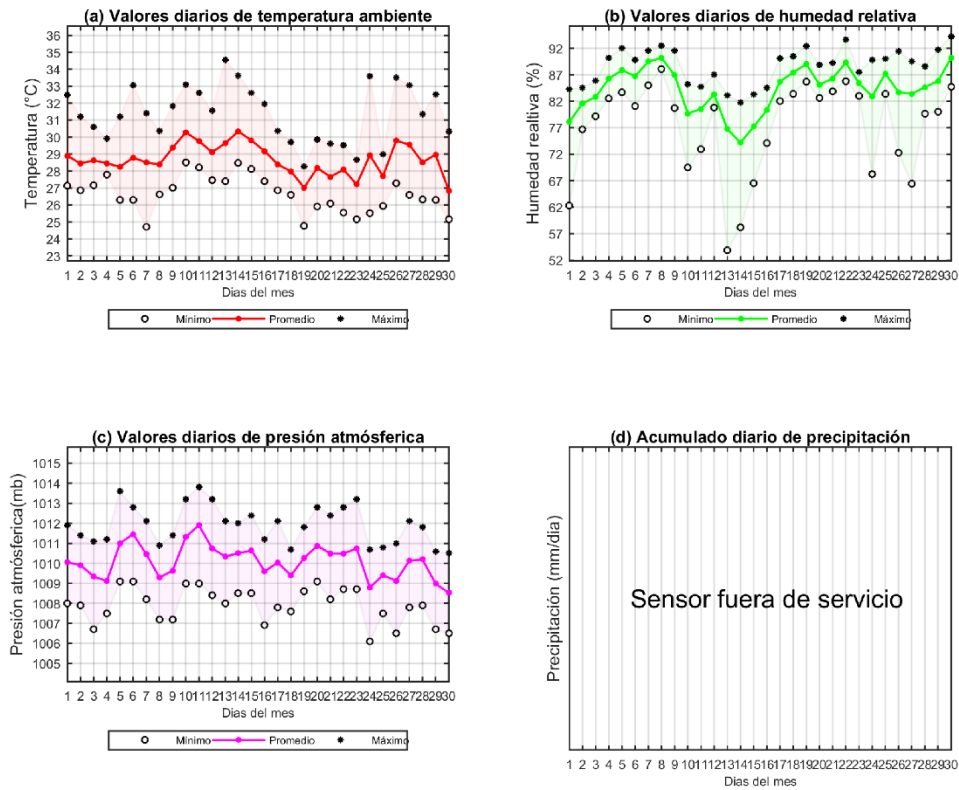 (a) Valores diarios de temperatura ambiente
Temperatura (°C)
36
35
34
33
32
31
30
29
28
27
26
25
24
23
1 2 3 4 5 6 7 8 9 10 11 12 13 14 15 16 17 18 19 20 21 22 23 24 25 26 27 28 29 30
Dias del mes
Mínimo Promedio Máximo
(b) Valores diarios de humedad relativa
Humedad realtiva (%)
92
87
82
77
72
67
62
57
52
1 2 3 4 5 6 7 8 9 10 11 12 13 14 15 16 17 18 19 20 21 22 23 24 25 26 27 28 29 30
Dias del mes
Mínimo Promedio Máximo
(c) Valores diarios de presión atmósferica
Presión atmósferica(mb)
1015
1014
1013
1012
1011
1010
1009
1008
1007
1006
1005
1 2 3 4 5 6 7 8 9 10 11 12 13 14 15 16 17 18 19 20 21 22 23 24 25 26 27 28 29 30
Dias del mes
Mínimo Promedio Máximo
(d) Acumulado diario de precipitación
Precipitación (mm/dia)
Sensor fuera de servicio
1 2 3 4 5 6 7 8 9 10 11 12 13 14 15 16 17 18 19 20 21 22 23 24 25 26 27 28 29 30
Dias del mes